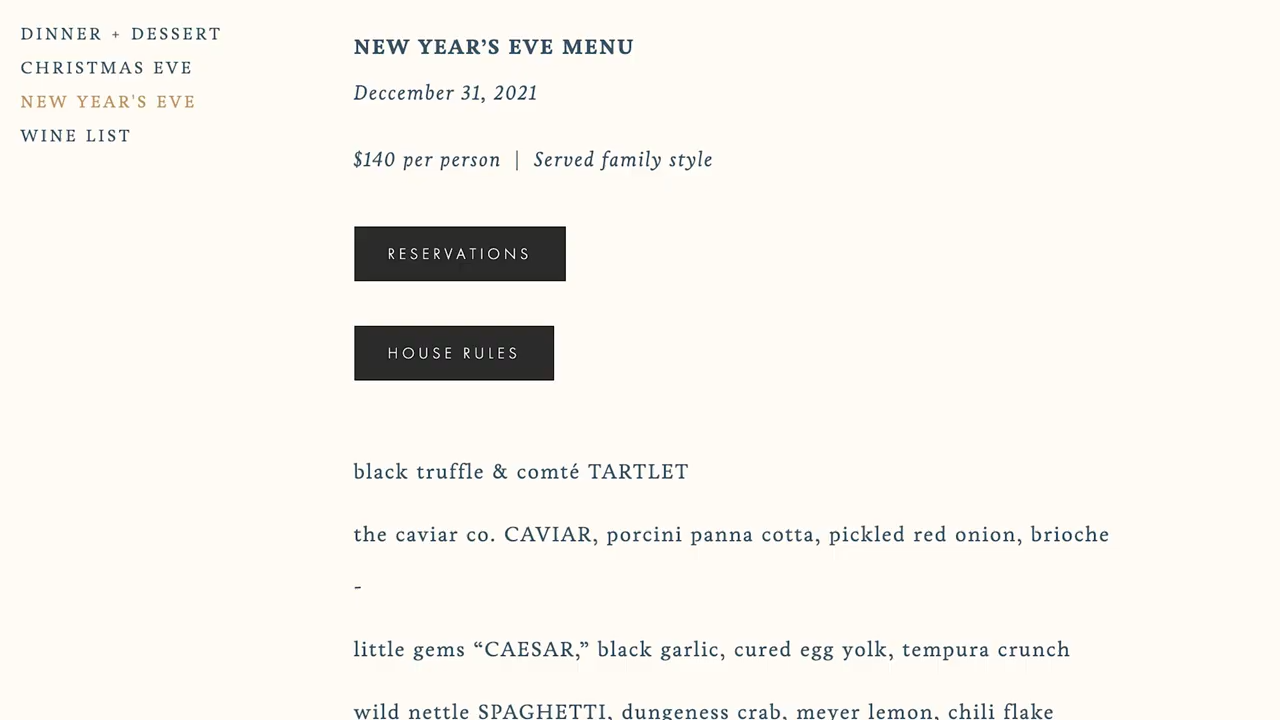 DINNER + DESSERT
CHRISTMAS EVE
NEW YEAR'S EVE
WINE LIST
NEW YEAR’S EVE MENU
Deccember 31, 2021
$140 per person | Served family style
RESERVATIONS
HOUSE RULES
black truffle & comté TARTLET
the caviar co. CAVIAR, porcini panna cotta, pickled red onion, brioche
-
little gems “CAESAR,” black garlic, cured egg yolk, tempura crunch
wild nettle SPAGHETTI, dungeness crab, meyer lemon, chili flake